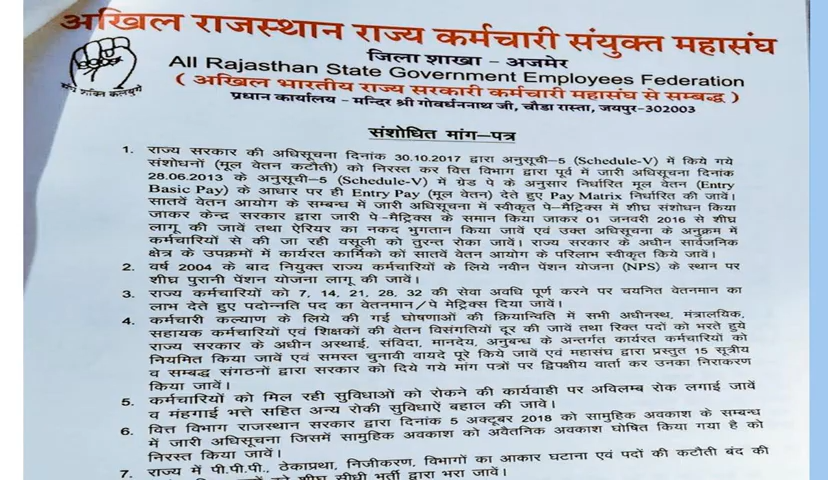 अखिल राजस्थान राज्य कर्मचारी संयुक्त महासंघ
जिला शाखा – अजमेर
All Rajasthan State Government Employees Federation
( अखिल भारतीय राज्य सरकारी कर्मचारी महासंघ से सम्बद्ध )
प्रधान कार्यालय – मन्दिर श्री गोवर्धननाथ जी, चौडा रास्ता, जयपुर-302003
संघे शक्ति कलयुगे
संशोधित मांग–पत्र
1. राज्य सरकार की अधिसूचना दिनांक 30.10.2017 द्वारा अनुसूची–5 (Schedule-V) में किये गये
संशोधनों (मूल वेतन कटौती) को निरस्त कर वित्त विभाग द्वारा पूर्व में जारी अधिसूचना दिनांक
28.06.2013 के अनुसूची–5 (Schedule-V) में ग्रेड पे के अनुसार निर्धारित मूल वेतन (Entry
Basic Pay) के आधार पर ही Entry Pay (मूल वेतन) देते हुए Pay Matrix निर्धारित की जावें।
सातवें वेतन आयोग के सम्बन्ध में जारी अधिसूचना में स्वीकृत पे–मैट्रिक्स में शीघ्र संशोधन किया
जाकर केन्द्र सरकार द्वारा जारी पे–मैट्रिक्स के समान किया जाकर 01 जनवरी 2016 से शीघ्र
लागू की जावें तथा ऐरियर का नकद भुगतान किया जावें एवं उक्त अधिसूचना के अनुक्रम में
कर्मचारियों से की जा रही वसूली को तुरन्त रोका जावें। राज्य सरकार के अधीन सार्वजनिक
क्षेत्र के उपक्रमों में कार्यरत कार्मिको को सातवें वेतन आयोग के परिलाभ स्वीकृत किये जावें।
2. वर्ष 2004 के बाद नियुक्त राज्य कर्मचारियों के लिये नवीन पेंशन योजना (NPS) के स्थान पर
शीघ्र पुरानी पेंशन योजना लागू की जावें।
3. राज्य कर्मचारियों को 7, 14, 21, 28, 32 की सेवा अवधि पूर्ण करने पर चयनित वेतनमान का
लाभ देते हुए पदोन्नति पद का वेतनमान/पे मैट्रिक्स दिया जावें।
4. कर्मचारी कल्याण के लिये की गई घोषणाओं की क्रियान्विति में सभी अधीनस्थ, मंत्रालयिक,
सहायक कर्मचारियों एवं शिक्षकों की वेतन विसंगतियॉ दूर की जावें तथा रिक्त पदों को भरते हुये
राज्य सरकार के अधीन अस्थाई, संविदा, मानदेय, अनुबन्ध के अन्तर्गत कार्यरत कर्मचारियों को
नियमित किया जावें एवं समस्त चुनावी वायदे पूरे किये जावें एवं महासंघ द्वारा प्रस्तुत 15 सूत्रीय
व सम्बद्ध संगठनों द्वारा सरकार को दिये गये मांग पत्रों पर द्विपक्षीय वार्ता कर उनका निराकरण
किया जावें।
5. कर्मचारियों को मिल रही सुविधाओं को रोकने की कार्यवाही पर अविलम्ब रोक लगाई जावें
व मंहगाई भत्ते सहित अन्य रोकी सुविधाऐं बहाल की जावे।
6. वित्त विभाग राजस्थान सरकार द्वारा दिनांक 5 अक्टूबर 2018 को सामुहिक अवकाश के सम्बन्ध
में जारी अधिसूचना जिसमें सामुहिक अवकाश को अवैतनिक अवकाश घोषित किया गया है को
निरस्त किया जावें।
7. राज्य में पी.पी.पी., ठेकाप्रथा, निजीकरण, विभागों का आकार घटाना एवं पदों की कटौती बंद की
को शीघ्र सीधी भर्ती द्वारा भरा जावें।